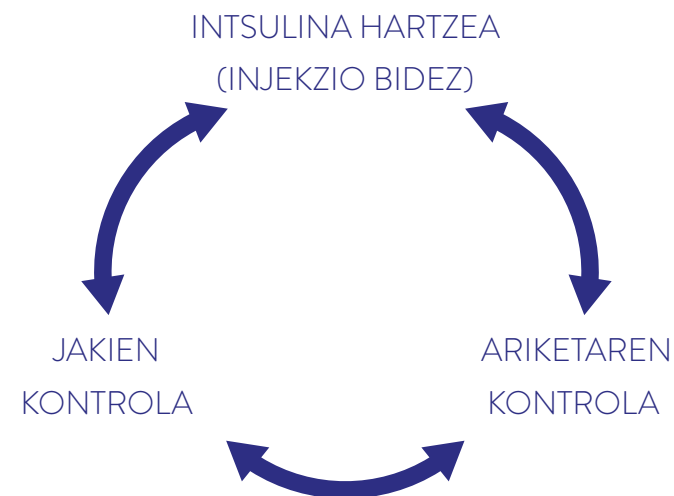 INTSULINA HARTZEA
(INJEKZIO BIDEZ)
JAKIEN
KONTROLA
ARIKETAREN
KONTROLA